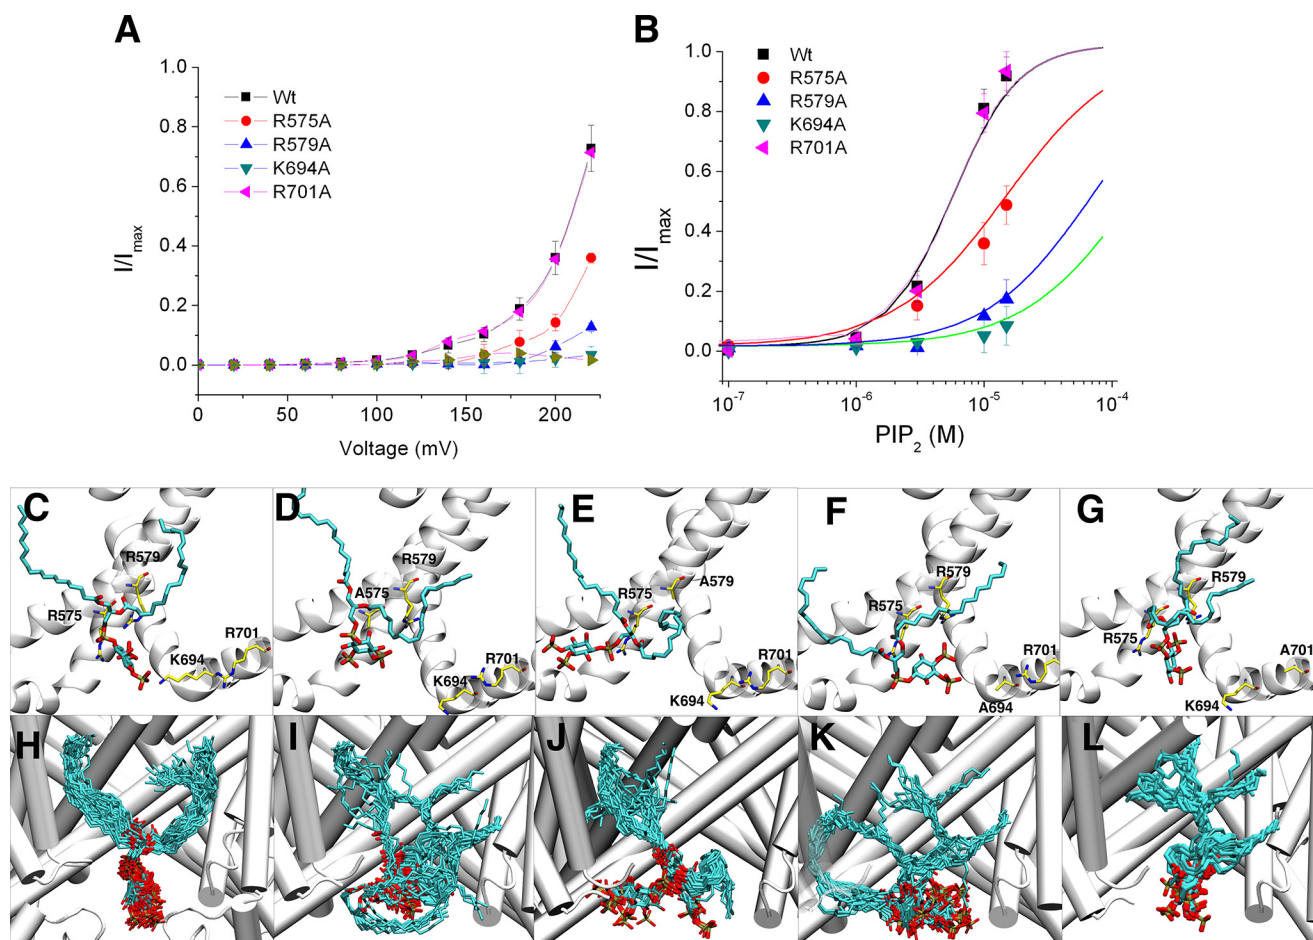 A
1.0
0.8
0.6
0.4
0.2
0.0
I/Imax
Wt
R575A
R579A
K694A
R701A
0 50 100 150 200
Voltage (mV)
B
1.0
0.8
0.6
0.4
0.2
0.0
I/Imax
Wt
R575A
R579A
K694A
R701A
10-7 10-6 10-5 10-4
PIP2 (M)
C
R579
R575
R701
K694
D
R579
A575
R701
K694
E
A579
R575
R701
K694
F
R579
R575
R701
A694
G
R579
R575
A701
K694
H
I
J
K
L